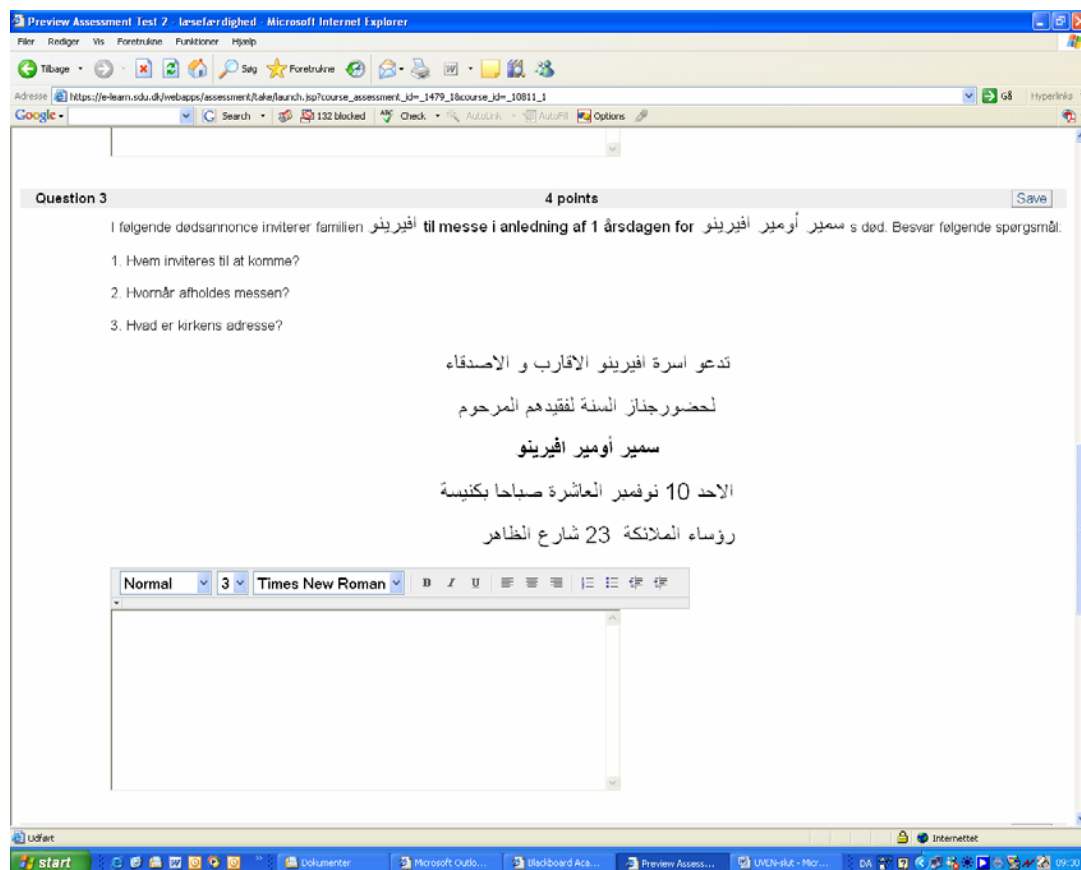 Preview Assessment Test 2 - læsefærdighed - Microsoft Internet Explorer
Filer Rediger Vis Foretrukne Funktioner Hjælp
Tilbage Søg Foretrukne
Adresse https://e-learn.sdu.dk/webapps/assessment/take/launch.jsp?course_assessment_id=_1479_1&course_id=_10811_1 Gå Hyperlinks
Google Search 132 blocked Check AutoLink AutoFill Options
Question 3 4 points Save
I følgende dødsannonce inviterer familien افيرينو til messe i anledning af 1 årsdagen for سمير أومير افيرينو s død. Besvar følgende spørgsmål:
1. Hvem inviteres til at komme?
2. Hvornår afholdes messen?
3. Hvad er kirkens adresse?
تدعو اسرة افيرينو الاقارب و الاصدقاء
لحضورجناز السنة لفقيدهم المرحوم
سمير أومير افيرينو
الاحد 10 نوفمبر العاشرة صباحا بكنيسة
رؤساء الملائكة 23 شارع الظاهر
Normal 3 Times New Roman B I U
Udført Internettet
start Dokumenter Microsoft Outlo... Blackboard Aca... Preview Assess... UVEN-slut - Micr... DA 09:30